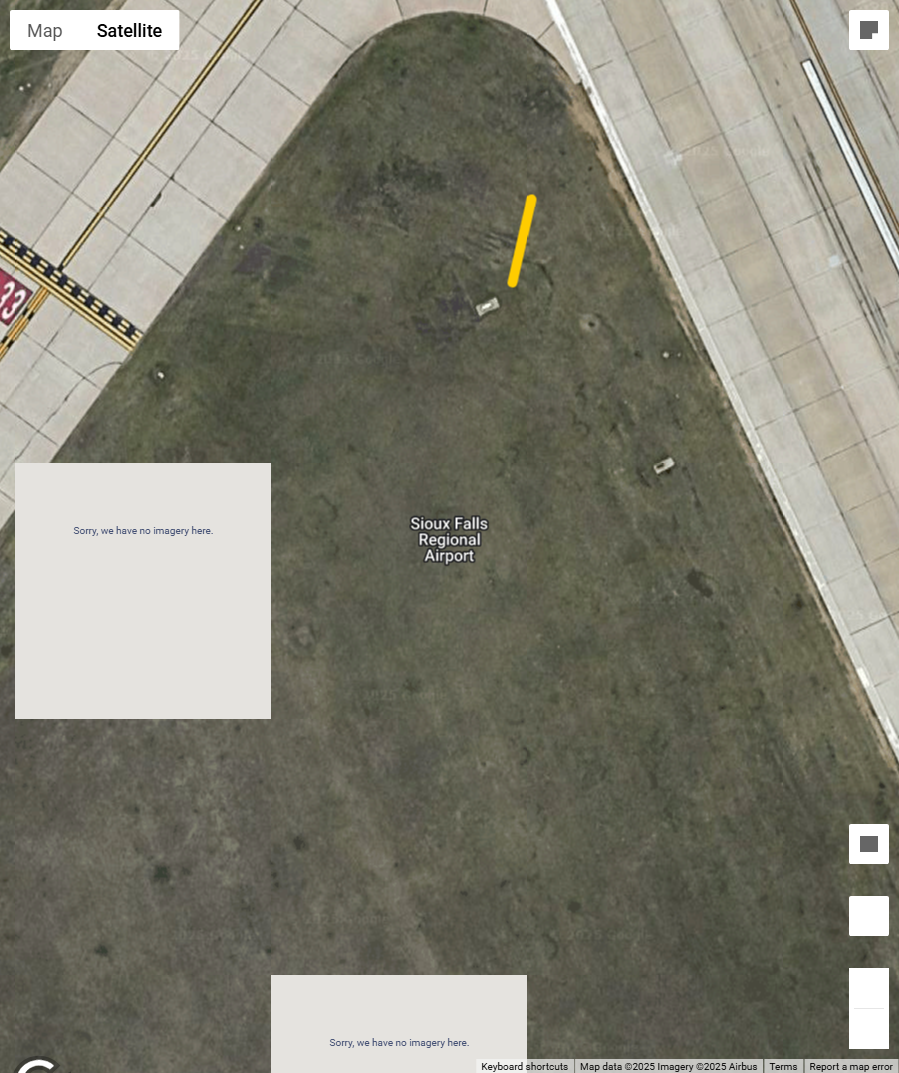 Map
Satellite
33
Sorry, we have no imagery here.
Sioux Falls
Regional
Airport
Sorry, we have no imagery here.
Keyboard shortcuts
Map data ©2025 Imagery ©2025 Airbus
Terms
Report a map error